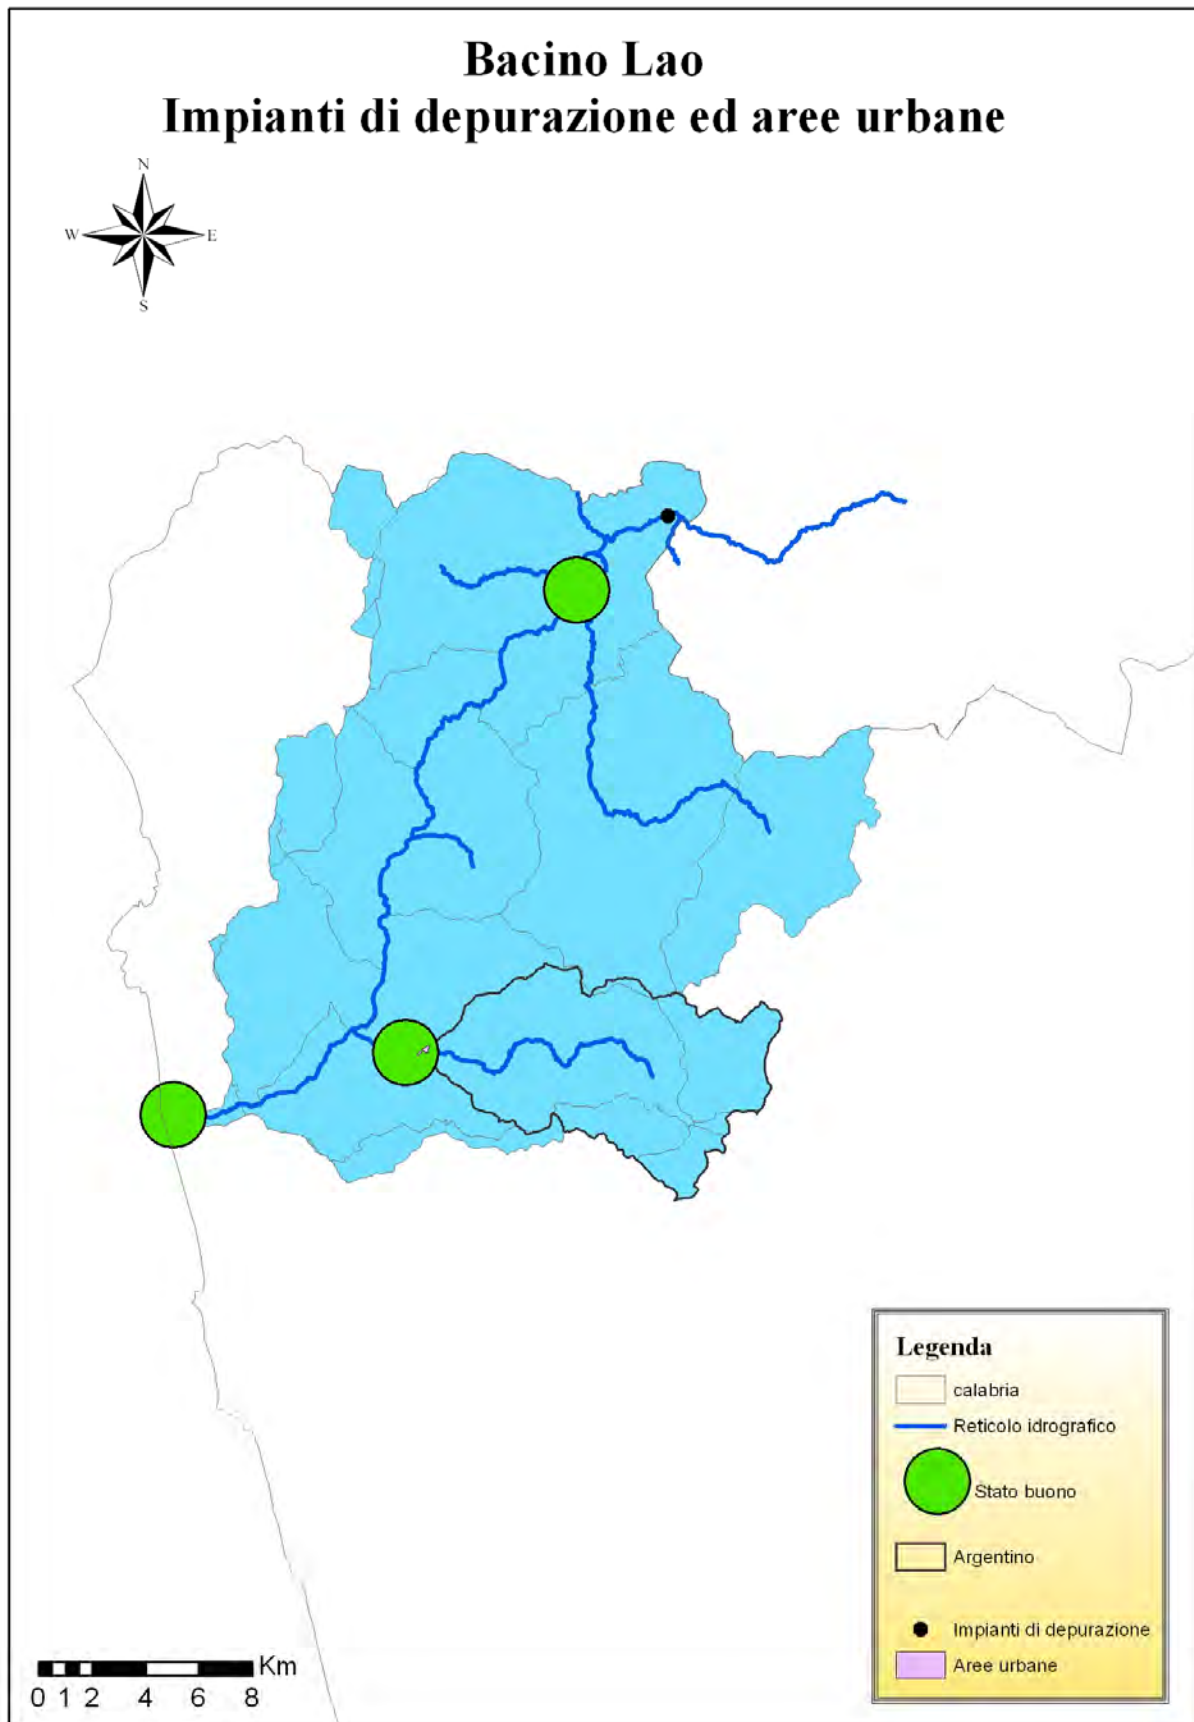 Bacino Lao
Impianti di depurazione ed aree urbane
N
W
E
S
Legenda
calabria
Reticolo idrografico
Stato buono
Argentino
Impianti di depurazione
Aree urbane
Km
0 1 2 4 6 8